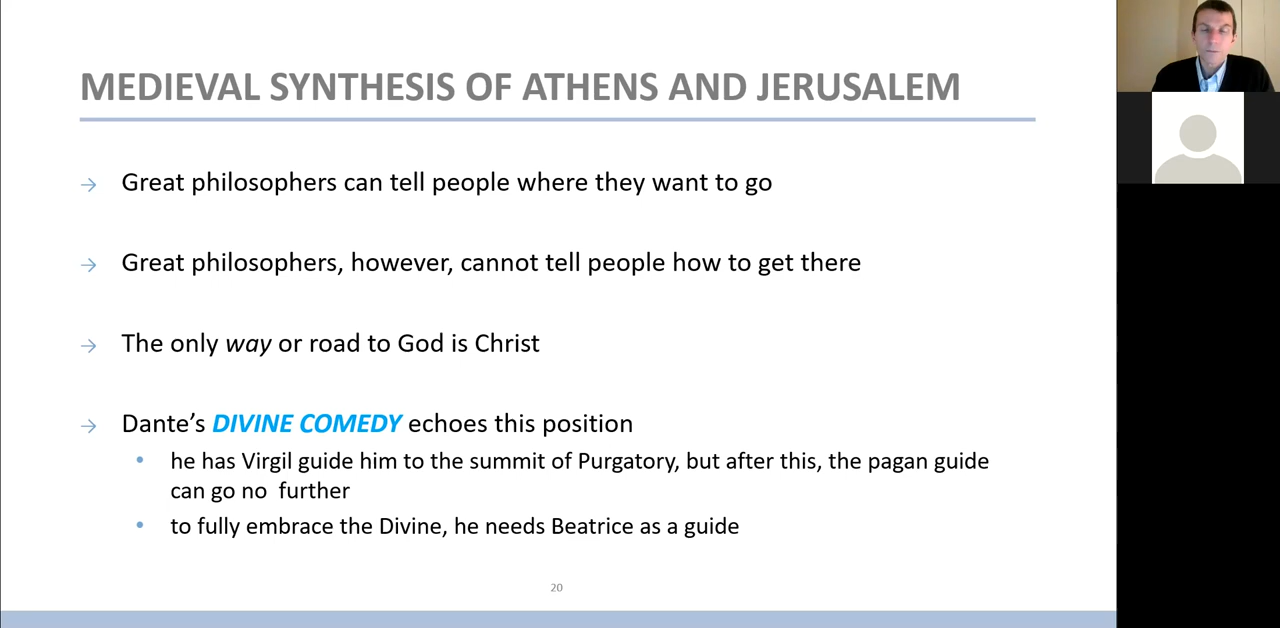 MEDIEVAL SYNTHESIS OF ATHENS AND JERUSALEM
→ Great philosophers can tell people where they want to go
→ Great philosophers, however, cannot tell people how to get there
→ The only way or road to God is Christ
→ Dante’s DIVINE COMEDY echoes this position
• he has Virgil guide him to the summit of Purgatory, but after this, the pagan guide
can go no further
• to fully embrace the Divine, he needs Beatrice as a guide
20